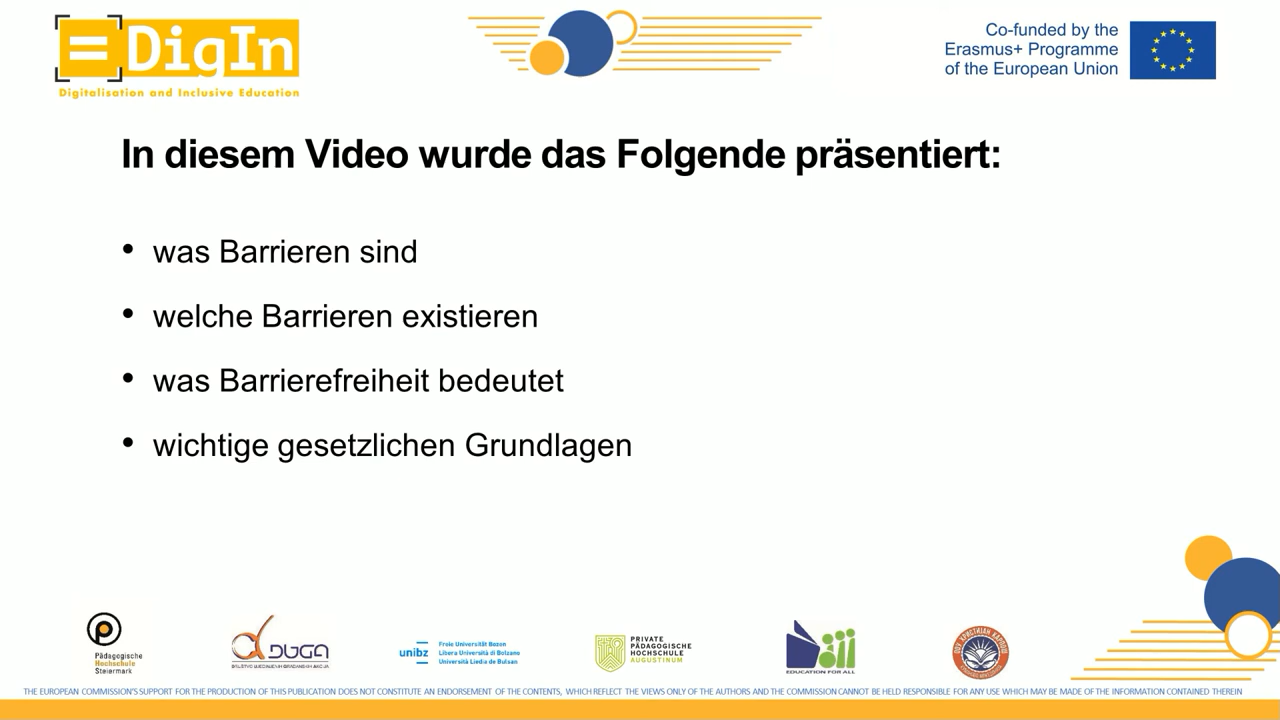 = DigIn
Digitalisation and Inclusive Education
Co-funded by the
Erasmus+ Programme
of the European Union
In diesem Video wurde das Folgende präsentiert:
• was Barrieren sind
• welche Barrieren existieren
• was Barrierefreiheit bedeutet
• wichtige gesetzlichen Grundlagen
Pädagogische
Hochschule
Steiermark
DUGA
unibz
Freie Universität Bozen
Libera Università di Bolzano
Università Liedia de Bulsan
PRIVATE
PÄDAGOGISCHE
HOCHSCHULE
AUGUSTINUM
EDUCATION FOR ALL
THE EUROPEAN COMMISSION'S SUPPORT FOR THE PRODUCTION OF THIS PUBLICATION DOES NOT CONSTITUTE AN ENDORSEMENT OF THE CONTENTS, WHICH REFLECT THE VIEWS ONLY OF THE AUTHORS AND THE COMMISSION CANNOT BE HELD RESPONSIBLE FOR ANY USE WHICH MAY BE MADE OF THE INFORMATION CONTAINED THEREIN